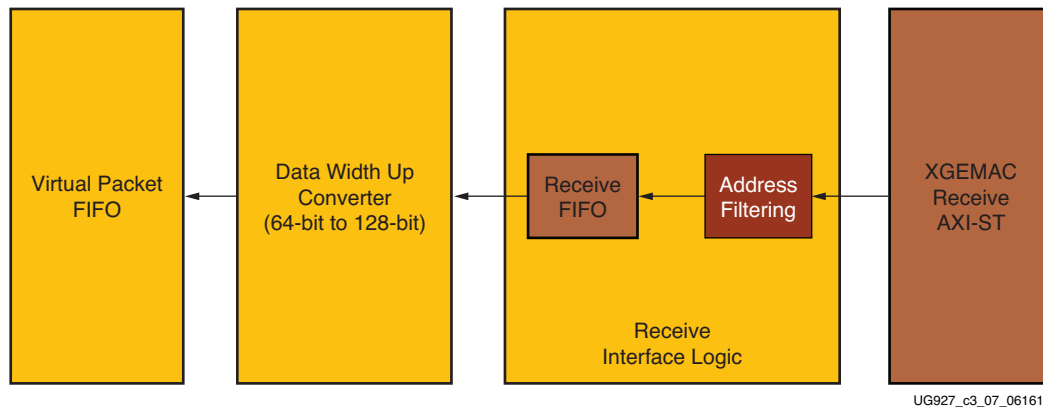 Virtual Packet
FIFO
Data Width Up
Converter
(64-bit to 128-bit)
Receive
FIFO
Address
Filtering
Receive
Interface Logic
XGEMAC
Receive
AXI-ST
UG927_c3_07_06161